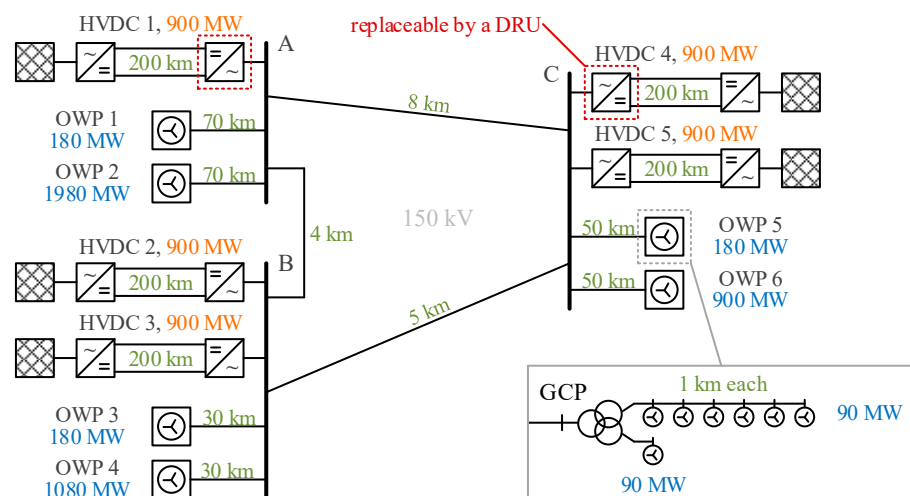 HVDC 1, 900 MW
200 km
A
replaceable by a DRU
OWP 1
180 MW
70 km
OWP 2
1980 MW
70 km
8 km
4 km
150 kV
C
HVDC 4, 900 MW
200 km
HVDC 5, 900 MW
200 km
50 km
OWP 5
180 MW
50 km
OWP 6
900 MW
HVDC 2, 900 MW
200 km
B
HVDC 3, 900 MW
200 km
5 km
OWP 3
180 MW
30 km
OWP 4
1080 MW
30 km
GCP
1 km each
90 MW
90 MW